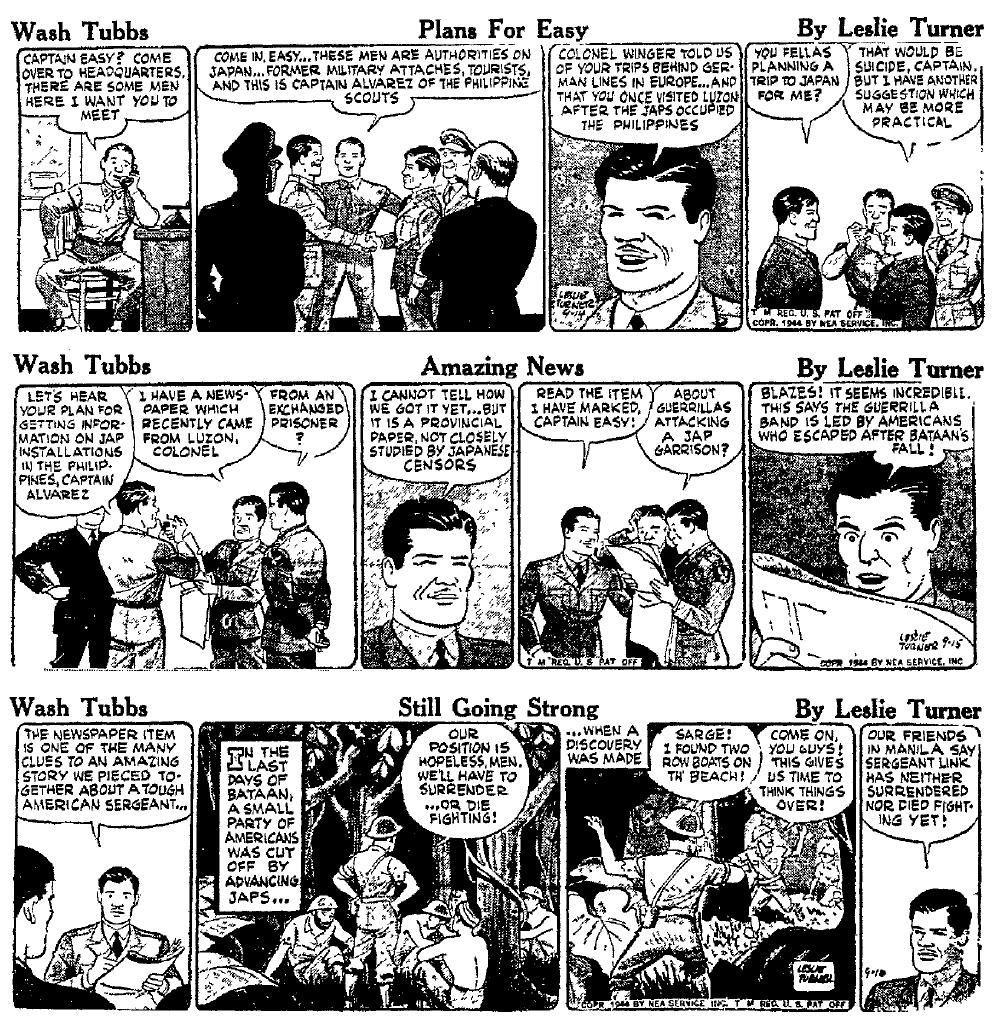 Wash Tubbs
Plans For Easy
By Leslie Turner
CAPTAIN EASY? COME
OVER TO HEADQUARTERS.
THERE ARE SOME MEN
HERE I WANT YOU TO
MEET
COME IN, EASY...THESE MEN ARE AUTHORITIES ON
JAPAN...FORMER MILITARY ATTACHES, TOURISTS,
AND THIS IS CAPTAIN ALVAREZ OF THE PHILIPPINE
SCOUTS
COLONEL WINGER TOLD US
OF YOUR TRIPS BEHIND GER-
MAN LINES IN EUROPE...AND
THAT YOU ONCE VISITED LUZON
AFTER THE JAPS OCCUPIED
THE PHILIPPINES
LESLIE
TURNER
9-14
YOU FELLAS
PLANNING A
TRIP TO JAPAN
FOR ME?
THAT WOULD BE
SUICIDE, CAPTAIN,
BUT I HAVE ANOTHER
SUGGESTION WHICH
MAY BE MORE
PRACTICAL
T M REG. U. S. PAT OFF
COPR. 1944 BY NEA SERVICE, INC.
Wash Tubbs
Amazing News
By Leslie Turner
LET'S HEAR
YOUR PLAN FOR
GETTING INFOR-
MATION ON JAP
INSTALLATIONS
IN THE PHILIP-
PINES, CAPTAIN
ALVAREZ
I HAVE A NEWS-
PAPER WHICH
RECENTLY CAME
FROM LUZON,
COLONEL
FROM AN
EXCHANGED
PRISONER
?
I CANNOT TELL HOW
WE GOT IT YET...BUT
IT IS A PROVINCIAL
PAPER, NOT CLOSELY
STUDIED BY JAPANESE
CENSORS
READ THE ITEM
I HAVE MARKED,
CAPTAIN EASY!
ABOUT
GUERRILLAS
ATTACKING
A JAP
GARRISON?
T M REG. U. S PAT OFF
BLAZES! IT SEEMS INCREDIBLE.
THIS SAYS THE GUERRILLA
BAND IS LED BY AMERICANS
WHO ESCAPED AFTER BATAAN'S
FALL!
LESLIE
TURNER 9-15
COPR 1944 BY NEA SERVICE, INC
Wash Tubbs
Still Going Strong
By Leslie Turner
THE NEWSPAPER ITEM
IS ONE OF THE MANY
CLUES TO AN AMAZING
STORY WE PIECED TO-
GETHER ABOUT A TOUGH
AMERICAN SERGEANT...
IN THE
LAST
DAYS OF
BATAAN,
A SMALL
PARTY OF
AMERICANS
WAS CUT
OFF BY
ADVANCING
JAPS...
OUR
POSITION IS
HOPELESS, MEN.
WE'LL HAVE TO
SURRENDER
...OR DIE
FIGHTING!
...WHEN A
DISCOVERY
WAS MADE
SARGE!
I FOUND TWO
ROW BOATS ON
TH' BEACH!
COME ON,
YOU GUYS!
THIS GIVES
US TIME TO
THINK THINGS
OVER!
LESLIE
TURNER
COPR 1944 BY NEA SERVICE INC. T M REG. U. S. PAT OFF
OUR FRIENDS
IN MANILA SAY
SERGEANT LINK
HAS NEITHER
SURRENDERED
NOR DIED FIGHT-
ING YET!
9-16